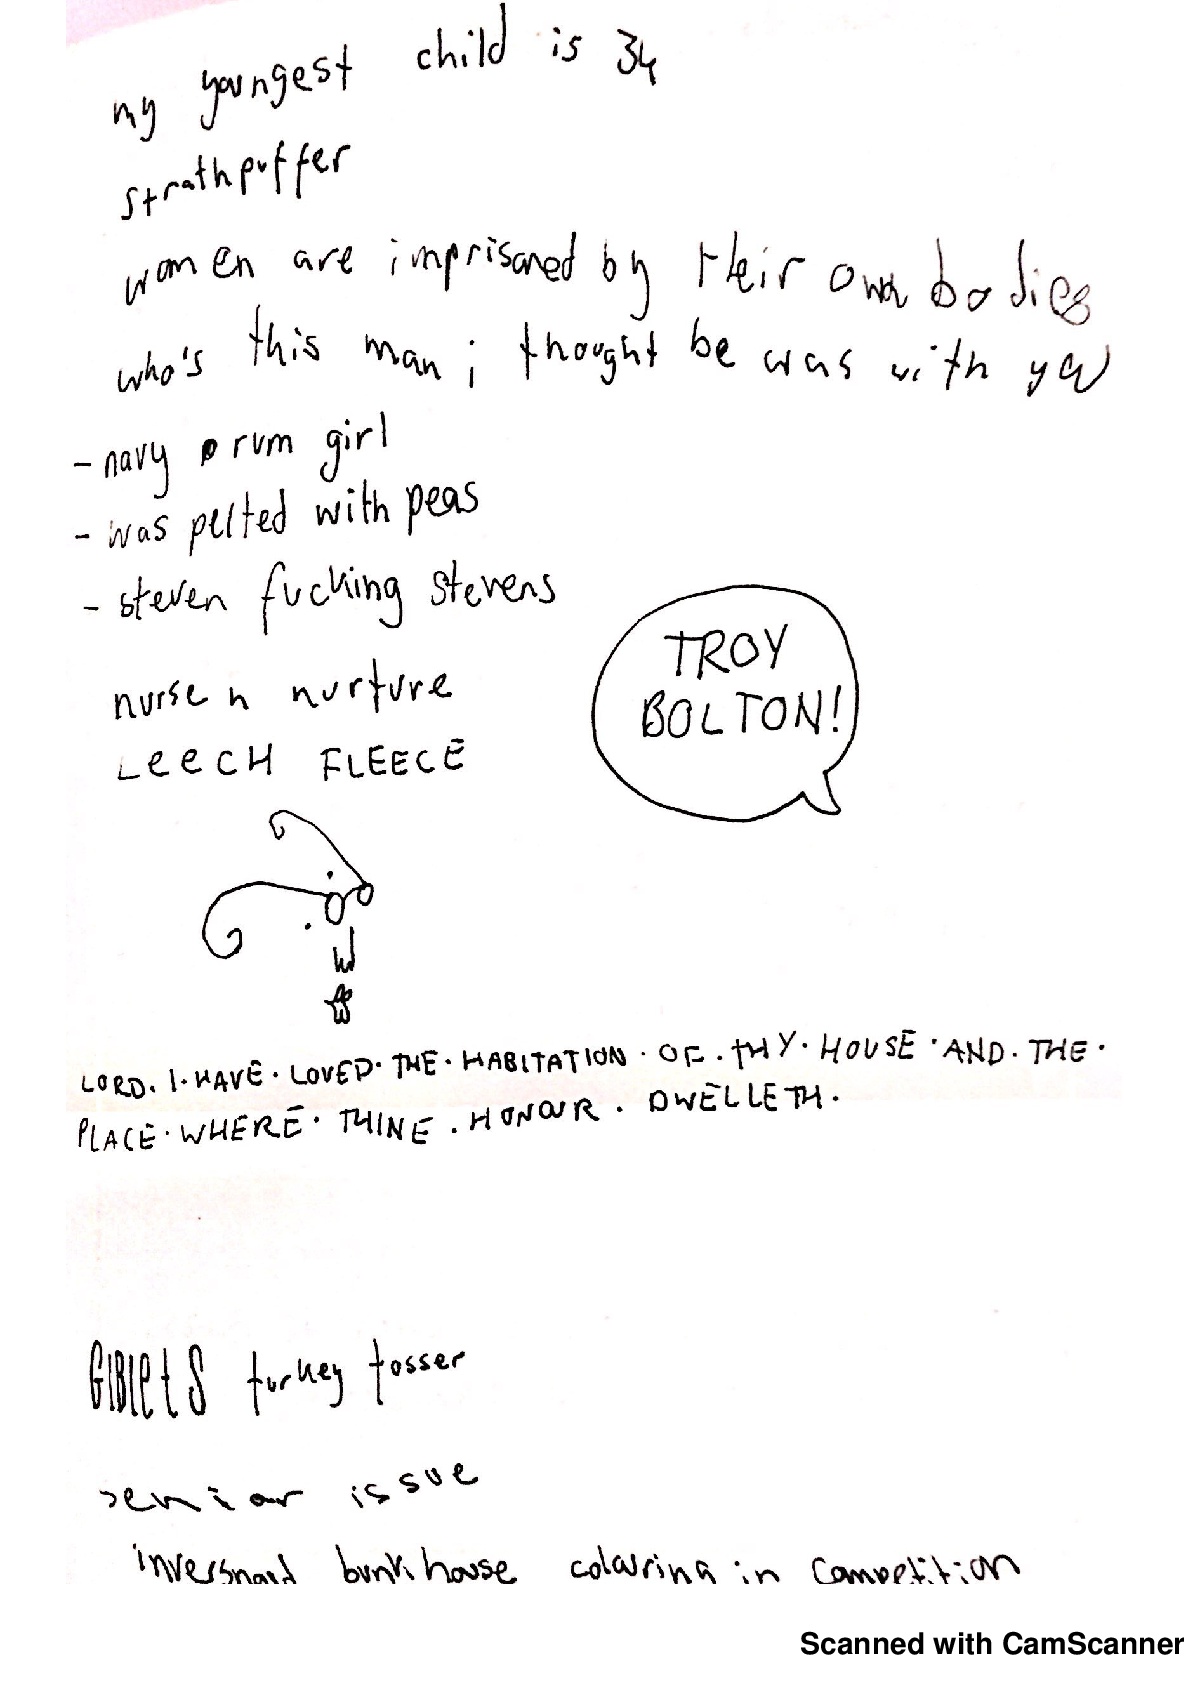 my youngest child is 34
strathpuffer
women are imprisoned by their own bodies
who's this man ; thought he was with you
- navy rum girl
- was pelted with peas
- steven fucking stevens
TROY
BOLTON!
nurse n nurture
LeeCH FLEECE
LORD. I. HAVE. LOVED. THE. HABITATION. OF. THY. HOUSE. AND. THE.
PLACE. WHERE. THINE. HONOUR. DWELLETH.
GIBletS turkey tosser
senior issue
inversnaid bunkhouse colouring in competition
Scanned with CamScanner